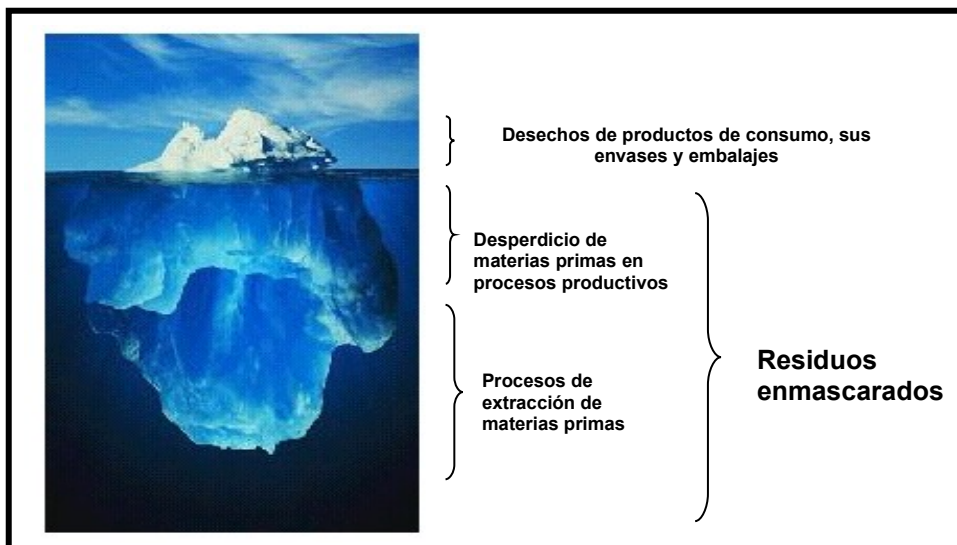 Desechos de productos de consumo, sus
envases y embalajes
Desperdicio de
materias primas en
procesos productivos
Procesos de
extracción de
materias primas
Residuos
enmascarados